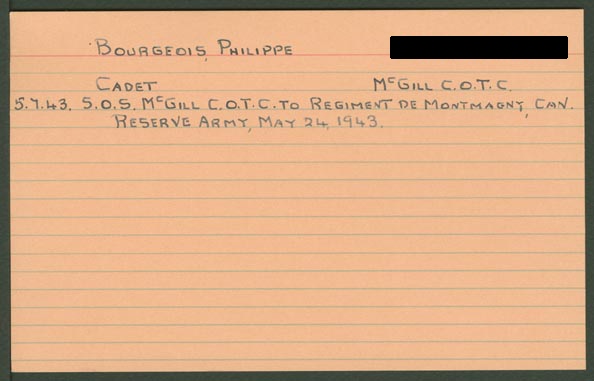 BOURGEOIS, PHILIPPE
CADET McGILL C.O.T.C.
5.7.43. S.O.S. McGILL C.O.T.C. TO REGIMENT DE MONTMAGNY, CAN.
RESERVE ARMY, MAY 24, 1943.